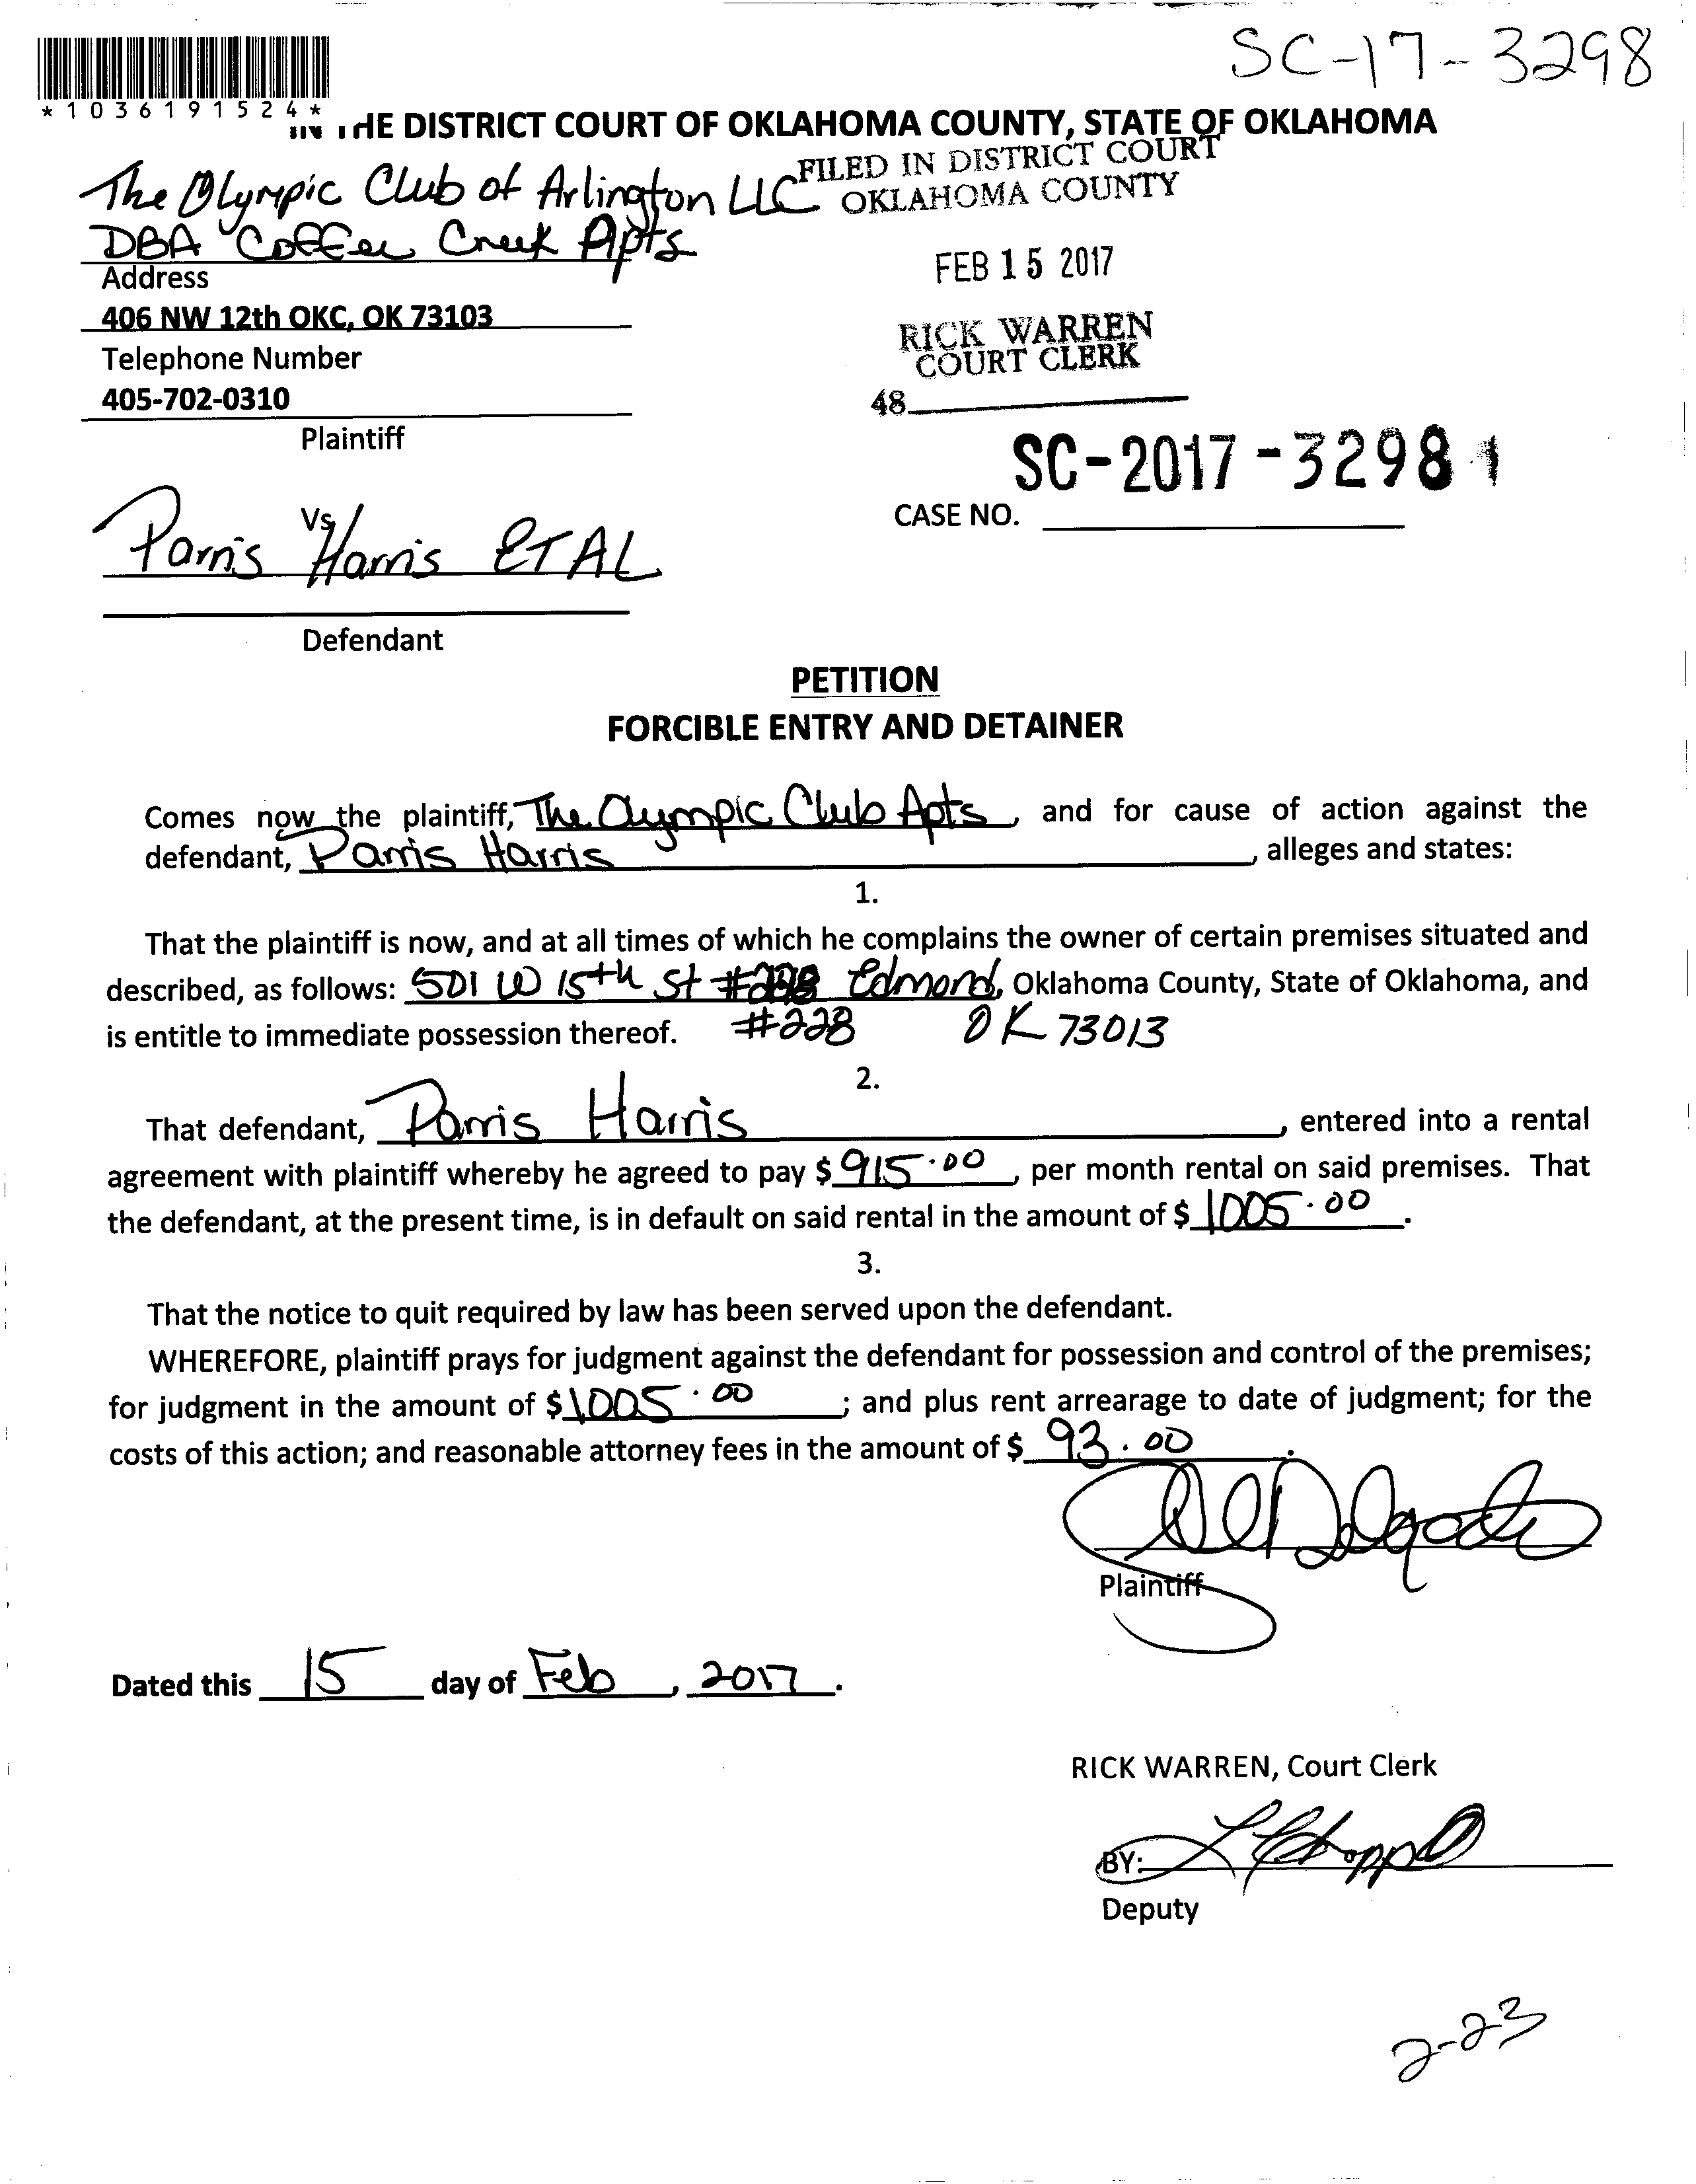 SC-17-3298
*1036191524*
IN THE DISTRICT COURT OF OKLAHOMA COUNTY, STATE OF OKLAHOMA
The Olympic Club of Arlington LLC
DBA Coffee Creek Apts
FILED IN DISTRICT COURT
OKLAHOMA COUNTY
FEB 15 2017
RICK WARREN
COURT CLERK
48
Address
406 NW 12th OKC, OK 73103
Telephone Number
405-702-0310
Plaintiff
SC-2017-3298
CASE NO.
Vs
Parris Harris ETAL
Defendant
PETITION
FORCIBLE ENTRY AND DETAINER
Comes now the plaintiff, The Olympic Club Apts, and for cause of action against the
defendant, Parris Harris, alleges and states:
1.
That the plaintiff is now, and at all times of which he complains the owner of certain premises situated and
described, as follows: 501 W 15th St # Edmond, Oklahoma County, State of Oklahoma, and
is entitle to immediate possession thereof. #228 OK 73013
2.
That defendant, Parris Harris, entered into a rental
agreement with plaintiff whereby he agreed to pay $ 915.00, per month rental on said premises. That
the defendant, at the present time, is in default on said rental in the amount of $ 1005.00.
3.
That the notice to quit required by law has been served upon the defendant.
WHEREFORE, plaintiff prays for judgment against the defendant for possession and control of the premises;
for judgment in the amount of $ 1005.00; and plus rent arrearage to date of judgment; for the
costs of this action; and reasonable attorney fees in the amount of $ 93.00.
Delgado
Plaintiff
Dated this 15 day of Feb, 2017.
RICK WARREN, Court Clerk
BY:
Deputy
2-23